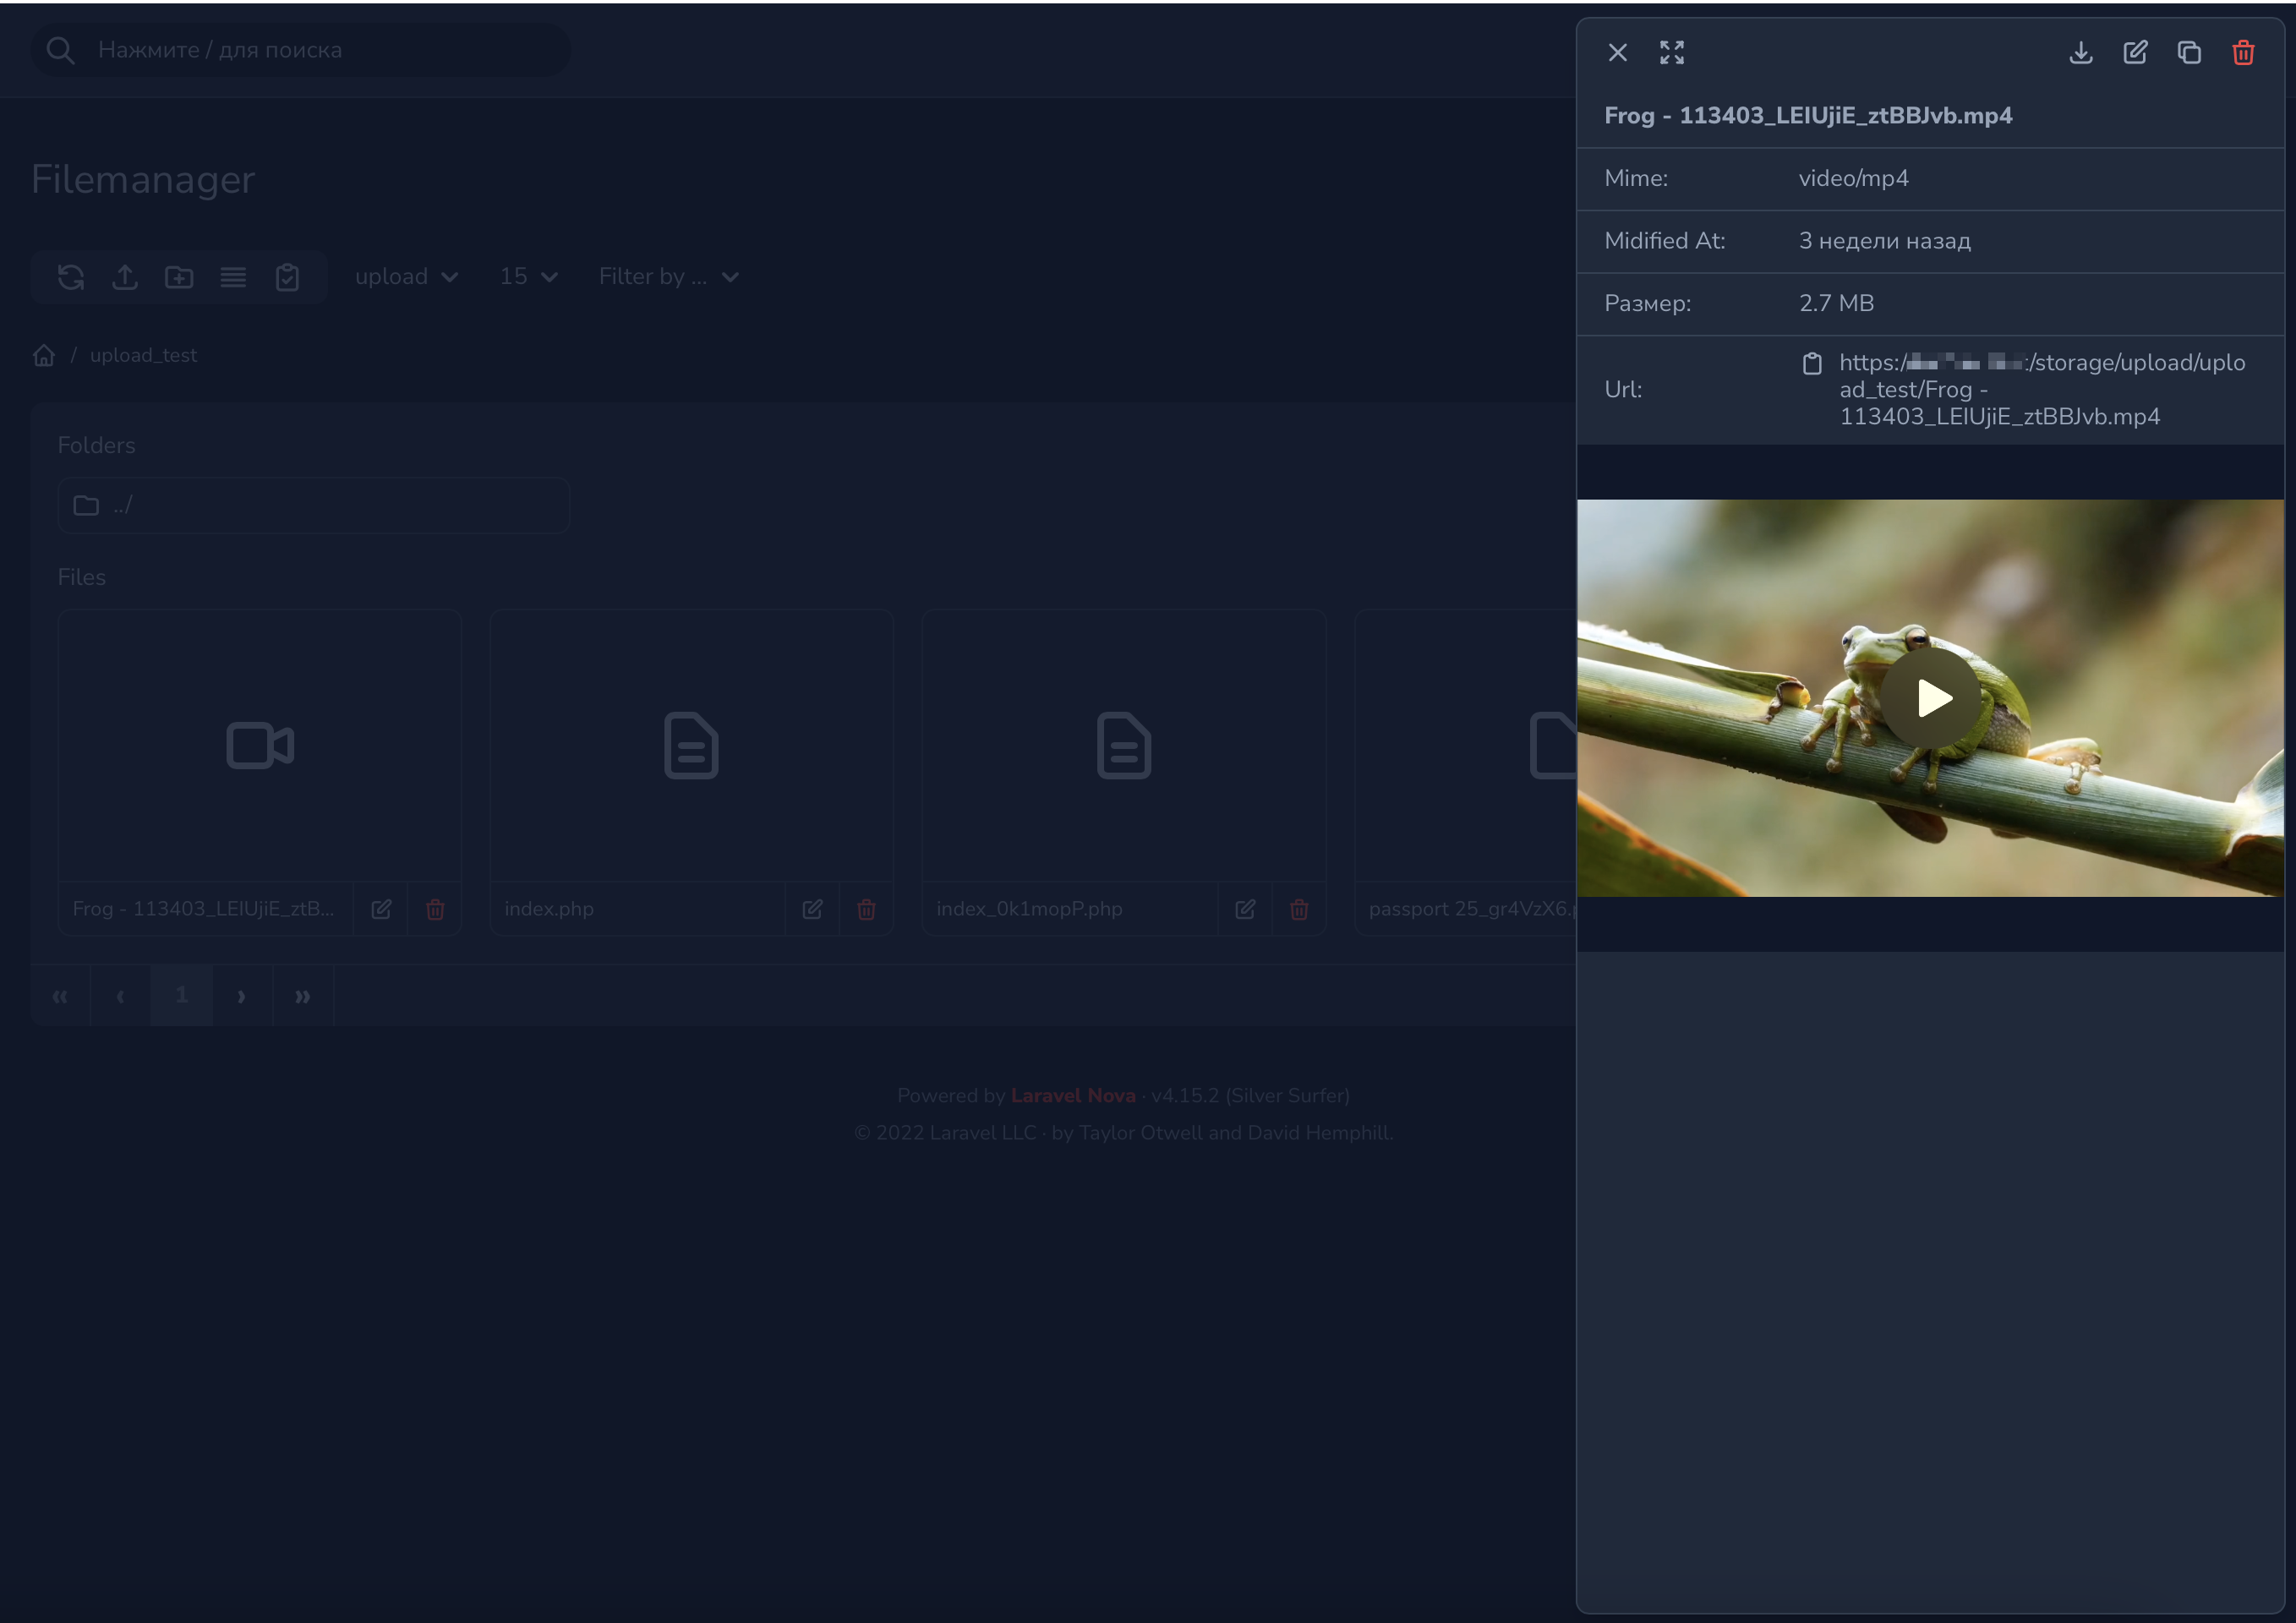 Нажмите / для поиска
Filemanager
upload
15
Filter by ...
/ upload_test
Folders
../
Files
Frog - 113403_LEIUjiE_ztB...
index.php
index_0k1mopP.php
passport 25_gr4VzX6.
« ‹ 1 › »
Powered by Laravel Nova · v4.15.2 (Silver Surfer)
© 2022 Laravel LLC · by Taylor Otwell and David Hemphill.
Frog - 113403_LEIUjiE_ztBBJvb.mp4
Mime: video/mp4
Midified At: 3 недели назад
Размер: 2.7 MB
Url:
https:/ :/storage/upload/uplo
ad_test/Frog -
113403_LEIUjiE_ztBBJvb.mp4